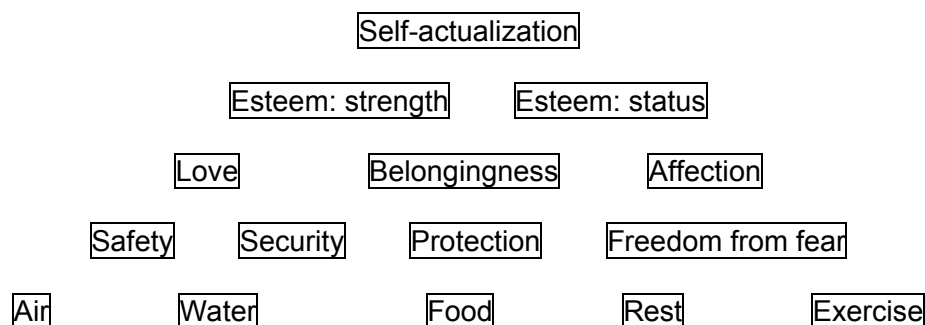 Self-actualization
Esteem: strength Esteem: status
Love Belongingness Affection
Safety Security Protection Freedom from fear
Air Water Food Rest Exercise